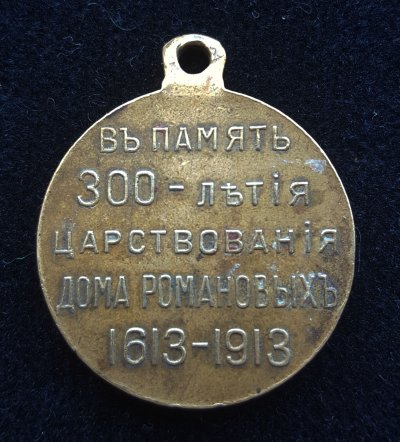 ВЪ ПАМЯТЬ
300-ЛѢТІЯ
ЦАРСТВОВАНІЯ
ДОМА РОМАНОВЫХЪ
1613-1913